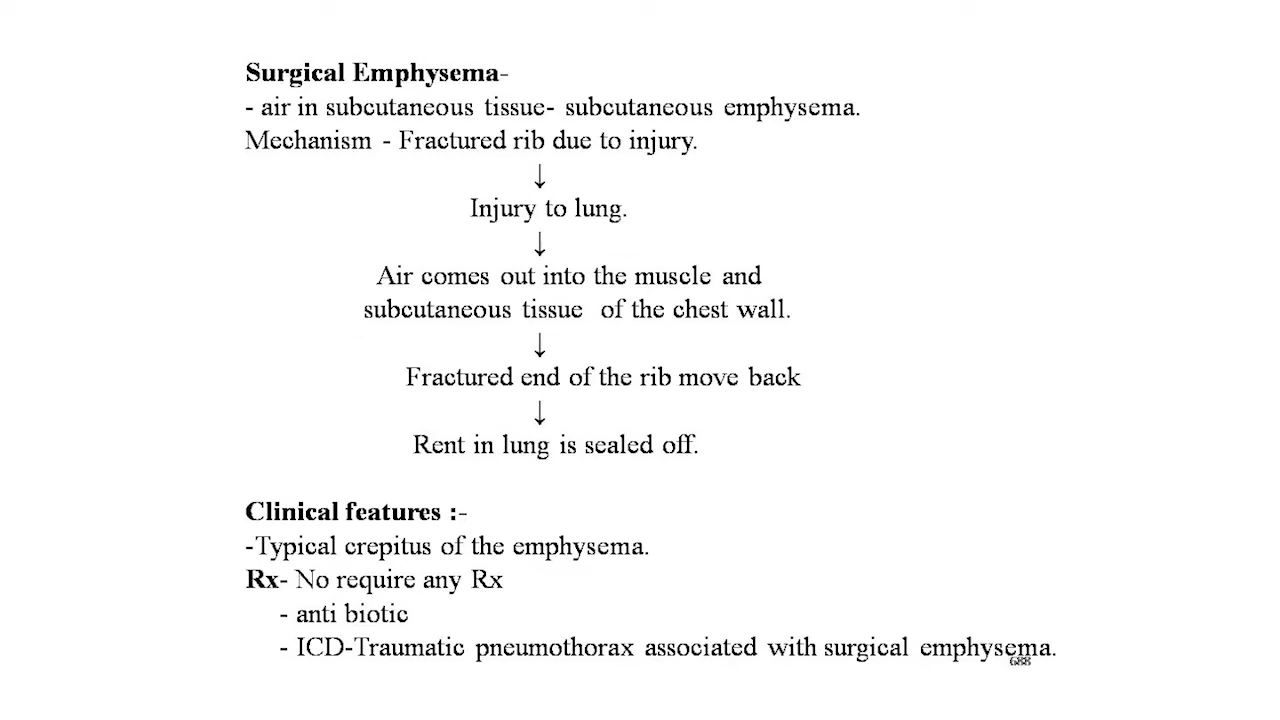 Surgical Emphysema-
- air in subcutaneous tissue- subcutaneous emphysema.
Mechanism - Fractured rib due to injury.
↓
Injury to lung.
↓
Air comes out into the muscle and
subcutaneous tissue of the chest wall.
↓
Fractured end of the rib move back
↓
Rent in lung is sealed off.
Clinical features :-
-Typical crepitus of the emphysema.
Rx- No require any Rx
- anti biotic
- ICD-Traumatic pneumothorax associated with surgical emphysema.
688